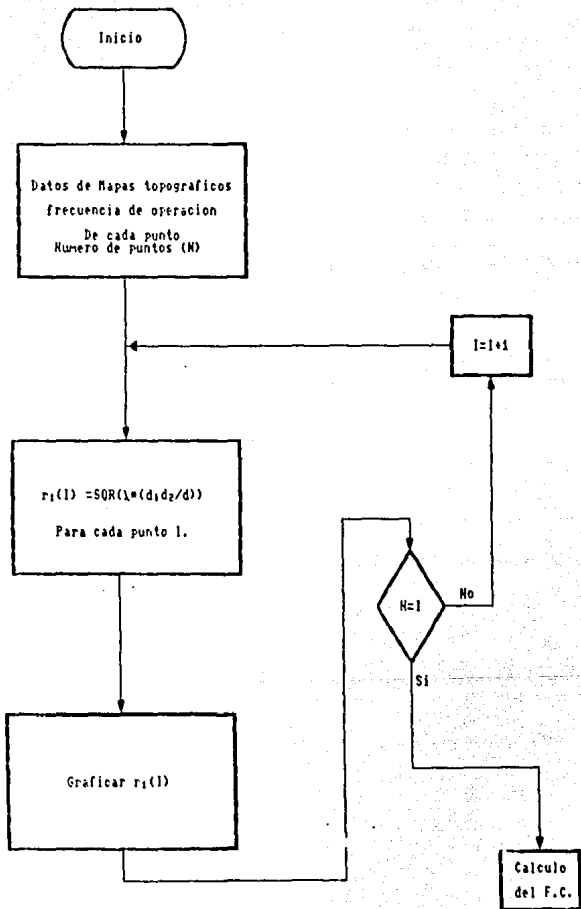 Inicio
Datos de Mapas topograficos
frecuencia de operacion
De cada punto
Numero de puntos (N)
I=I+1
r₁(I) =SQR(λ*(d₁d₂/d))
Para cada punto I.
N=I
No
Si
Graficar r₁(I)
Calculo
del F.C.